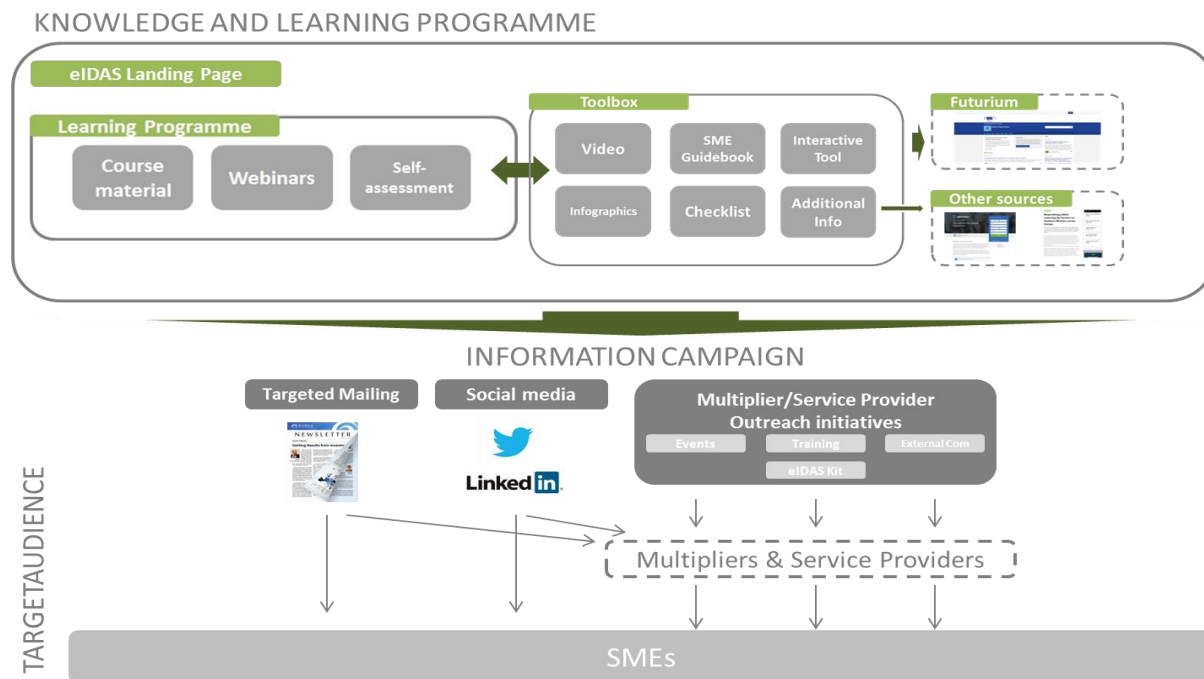 KNOWLEDGE AND LEARNING PROGRAMME
eIDAS Landing Page
Learning Programme
Course
material
Webinars
Self-
assessment
Toolbox
Video
SME
Guidebook
Interactive
Tool
Infographics
Checklist
Additional
Info
Futurium
Other sources
INFORMATION CAMPAIGN
Targeted Mailing
NEWSLETTER
Social media
Linked in
Multiplier/Service Provider
Outreach initiatives
Events
Training
External Com
eIDAS Kit
Multipliers & Service Providers
TARGETAUDIENCE
SMEs